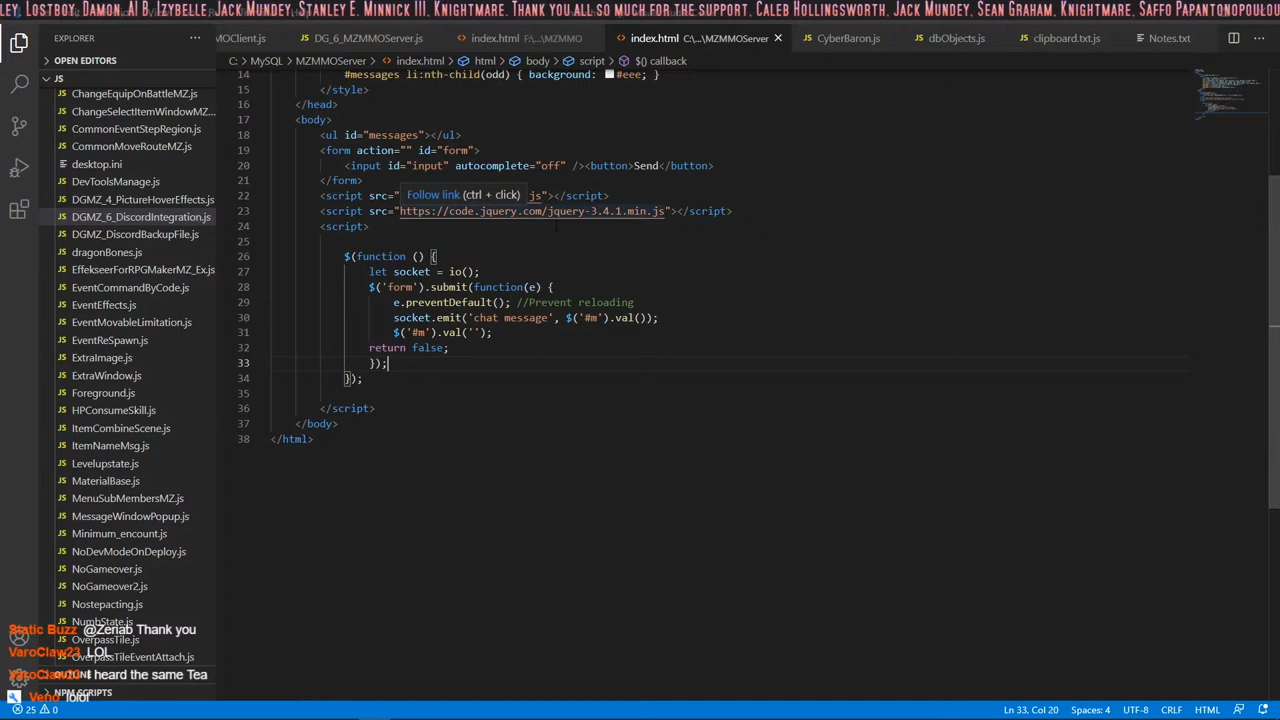 LEY, LOSTBOY, DAMON, AL B, IZYBELLE, JACK MUNDEY, STANLEY E. MINNICK III, KNIGHTMARE. THANK YOU ALL SO MUCH FOR THE SUPPORT, CALEB HOLLINGSWORTH, JACK MUNDEY, SEAN GRAHAM, KNIGHTMARE, SAFFO PAPANTONOPOULO
EXPLORER
MOClient.js
DG_6_MZMMOServer.js
index.html F:\...\MZMMO
index.html C:\...\MZMMOServer
CyberBaron.js
dbObjects.js
clipboard.txt.js
Notes.txt
OPEN EDITORS
C: > MySQL > MZMMOServer > index.html > html > body > script > callback
JS
ChangeEquipOnBattleMZ.js
ChangeSelectItemWindowMZ...
CommonEventStepRegion.js
CommonMoveRouteMZ.js
desktop.ini
DevToolsManage.js
DGMZ_4_PictureHoverEffects.js
DGMZ_6_DiscordIntegration.js
DGMZ_DiscordBackupFile.js
dragonBones.js
EffekseerForRPGMakerMZ_Ex.js
EventCommandByCode.js
EventEffects.js
EventMovableLimitation.js
EventReSpawn.js
ExtraImage.js
ExtraWindow.js
Foreground.js
HPConsumeSkill.js
ItemCombineScene.js
ItemNameMsg.js
Levelupstate.js
MaterialBase.js
MenuSubMembersMZ.js
MessageWindowPopup.js
Minimum_encount.js
NoDevModeOnDeploy.js
NoGameover.js
NoGameover2.js
Nostepacting.js
NumbState.js
OverpassTile.js
OverpassTileEventAttach.js
OUTLINE
NPM SCRIPTS
14 #messages li:nth-child(odd) { background: #eee; }
15 </style>
16 </head>
17 <body>
18 <ul id="messages"></ul>
19 <form action="" id="form">
20 <input id="input" autocomplete="off" /><button>Send</button>
21 </form>
22 <script src=" js"></script>
Follow link (ctrl + click)
23 <script src="https://code.jquery.com/jquery-3.4.1.min.js"></script>
24 <script>
25
26 $(function () {
27 let socket = io();
28 $('form').submit(function(e) {
29 e.preventDefault(); //Prevent reloading
30 socket.emit('chat message', $('#m').val());
31 $('#m').val('');
32 return false;
33 });
34 });
35
36 </script>
37 </body>
38 </html>
Static Buzz @Zeriab Thank you
VaroClaw23 LOL
VaroClaw23 I heard the same Tea
Veno lolol
25 0
Ln 33, Col 20
Spaces: 4
UTF-8
CRLF
HTML